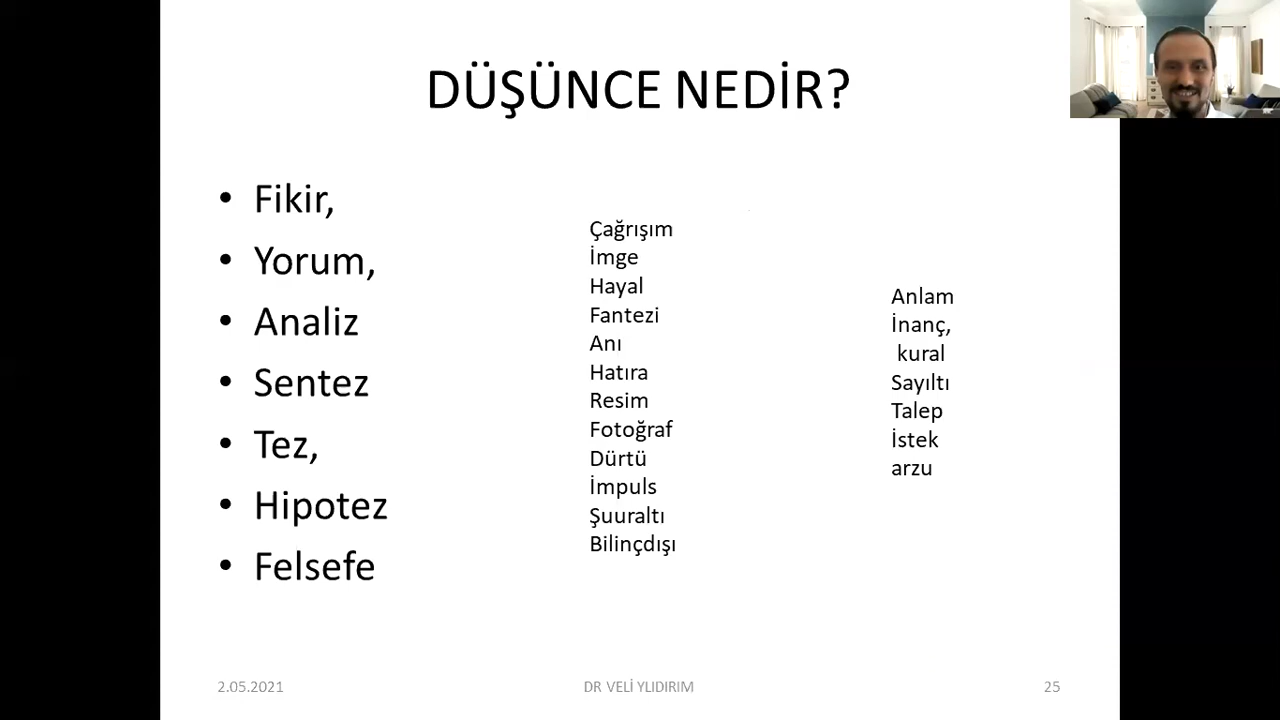 DÜŞÜNCE NEDİR?
• Fikir,
• Yorum,
• Analiz
• Sentez
• Tez,
• Hipotez
• Felsefe
Çağrışım
İmge
Hayal
Fantezi
Anı
Hatıra
Resim
Fotoğraf
Dürtü
İmpuls
Şuuraltı
Bilinçdışı
Anlam
İnanç,
kural
Sayıltı
Talep
İstek
arzu
2.05.2021
DR VELİ YLIDIRIM
25